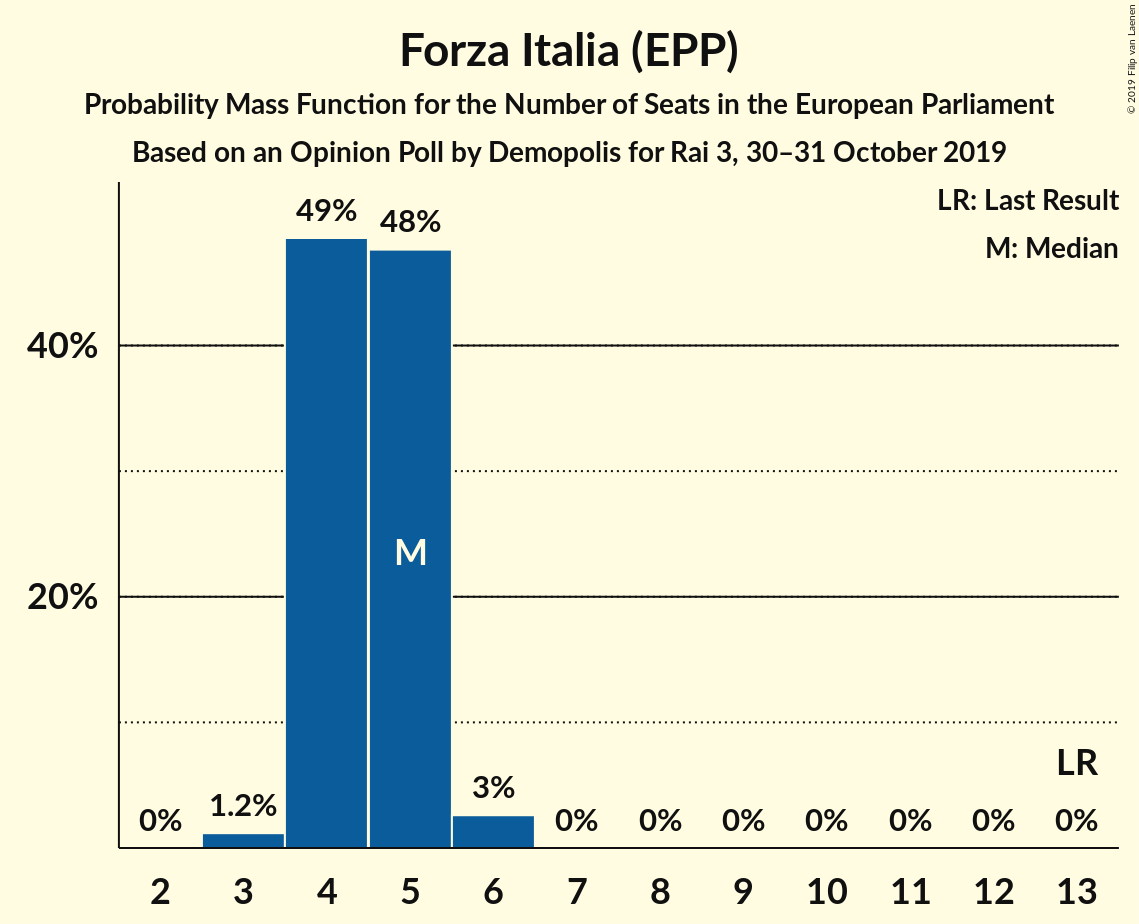 Forza Italia (EPP)
Probability Mass Function for the Number of Seats in the European Parliament
Based on an Opinion Poll by Demopolis for Rai 3, 30–31 October 2019
© 2019 Filip van Laenen
LR: Last Result
M: Median
49%
48%
40%
M
20%
LR
3%
1.2%
0%
0%
0%
0%
0%
0%
0%
0%
2 3 4 5 6 7 8 9 10 11 12 13